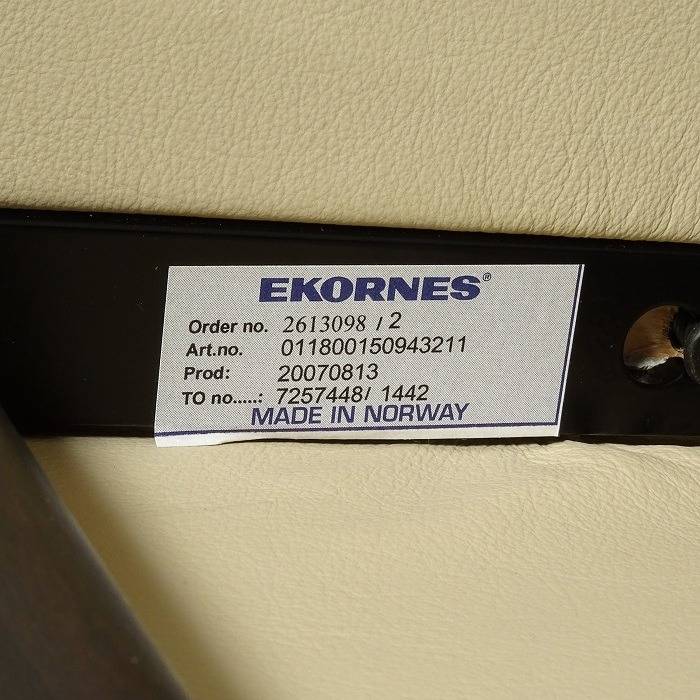 EKORNES®
Order no. 2613098 / 2
Art.no. 011800150943211
Prod: 20070813
TO no.....: 7257448/ 1442
MADE IN NORWAY